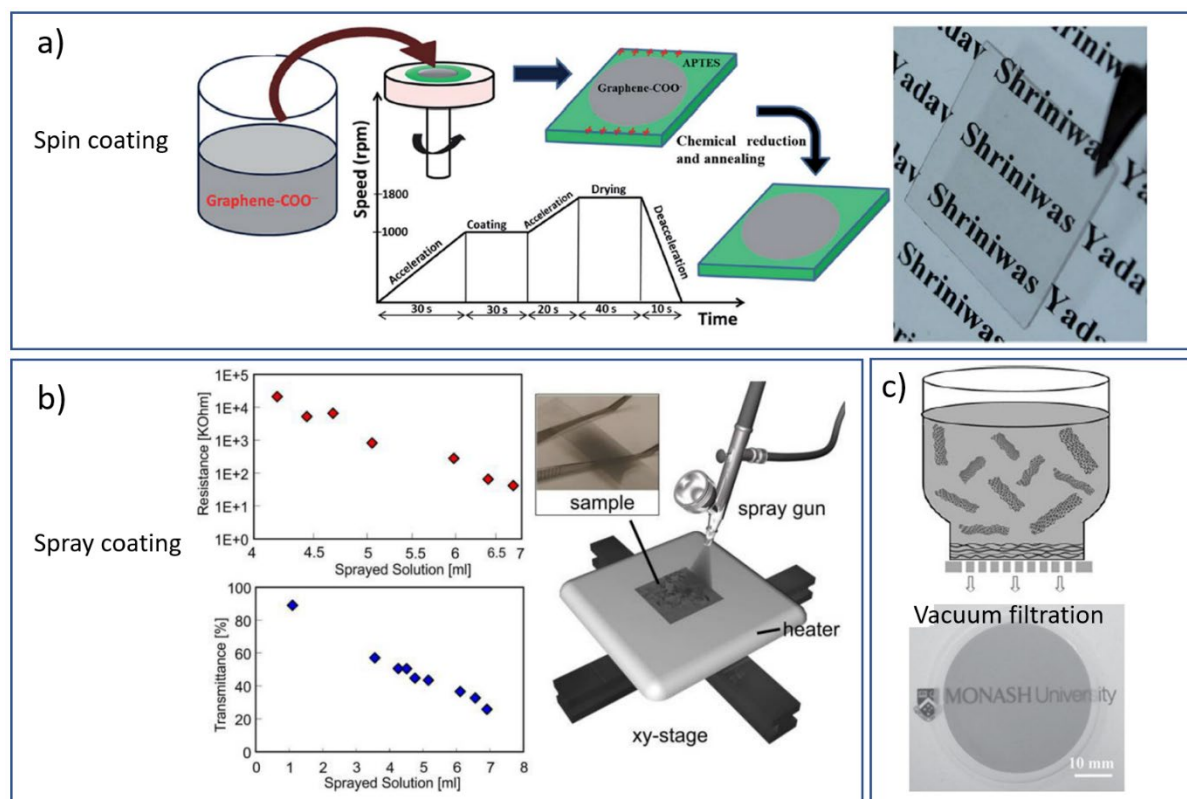 a)
Spin coating
Graphene-COO⁻
Speed (rpm)
1800
1000
Acceleration
Coating
Acceleration
Drying
Deacceleration
30 s
30 s
20 s
40 s
10 s
Time
APTES
Graphene-COO⁻
Chemical reduction
and annealing
Shriniwas
Yadav
Shriniwas
Yadav
Shriniwas
Shriniwas Yada
Shriniwas
b)
Spray coating
Resistance [KOhm]
1E+5
1E+4
1E+3
1E+2
1E+1
1E+0
4
4.5
5
6
6.5
7
Sprayed Solution [ml]
Transmittance [%]
100
80
60
40
20
0
0
1
2
3
4
5
6
7
8
Sprayed Solution [ml]
sample
spray gun
heater
xy-stage
c)
Vacuum filtration
MONASH University
10 mm